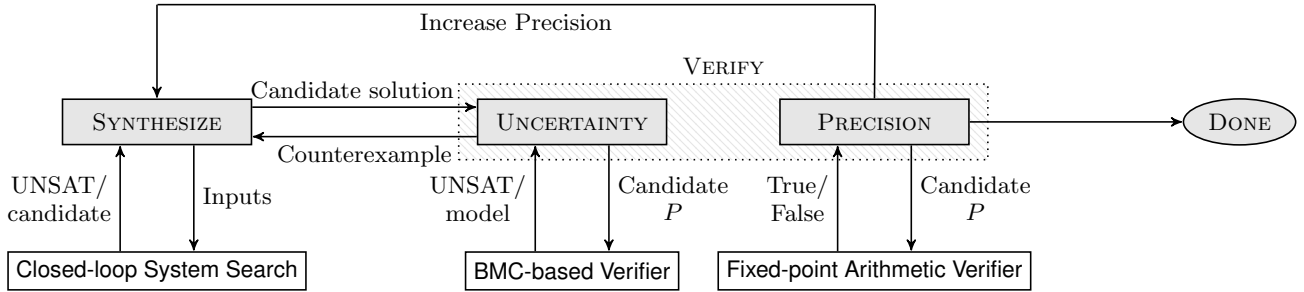 Increase Precision
VERIFY
Candidate solution
SYNTHESIZE
UNCERTAINTY
PRECISION
DONE
Counterexample
UNSAT/
candidate
Inputs
UNSAT/
model
Candidate
P
True/
False
Candidate
P
Closed-loop System Search
BMC-based Verifier
Fixed-point Arithmetic Verifier